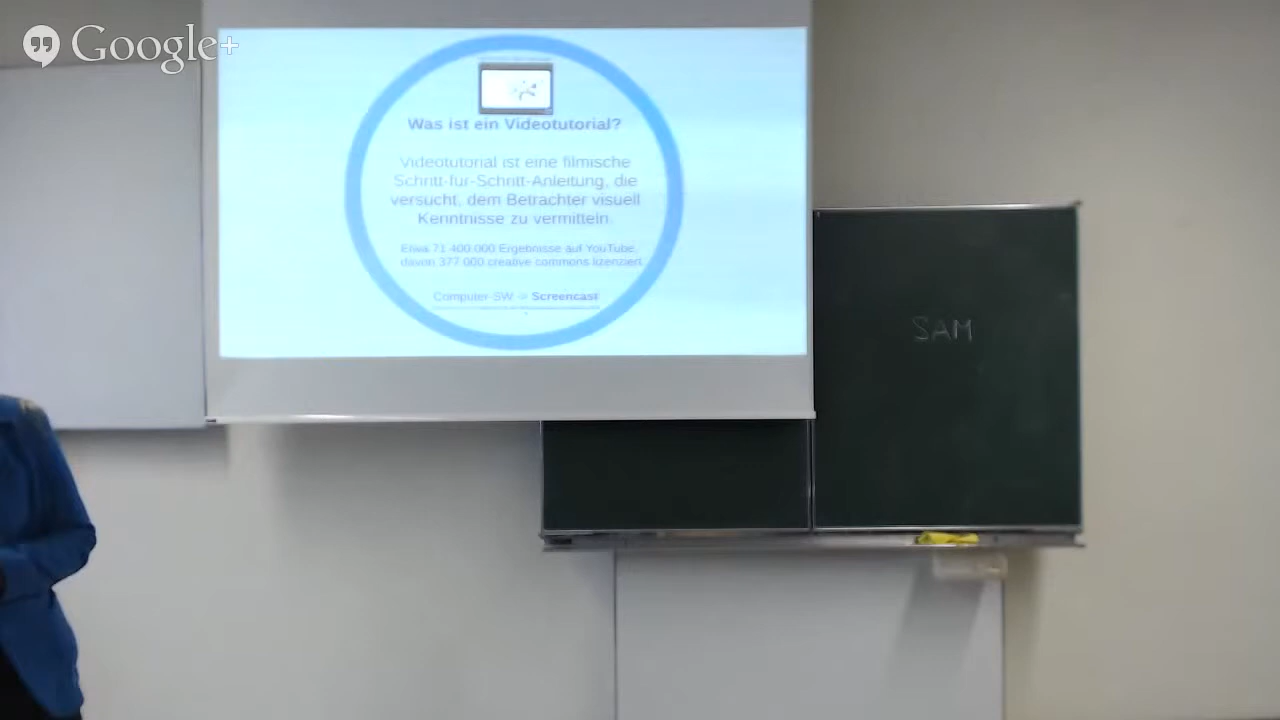 Google+
Was ist ein Videotutorial?
Videotutorial ist eine filmische
Schritt-für-Schritt-Anleitung, die
versucht, dem Betrachter visuell
Kenntnisse zu vermitteln.
Etwa 71 400 000 Ergebnisse auf YouTube,
davon 377 000 creative commons lizenziert
Computer-SW -> Screencast
SAM